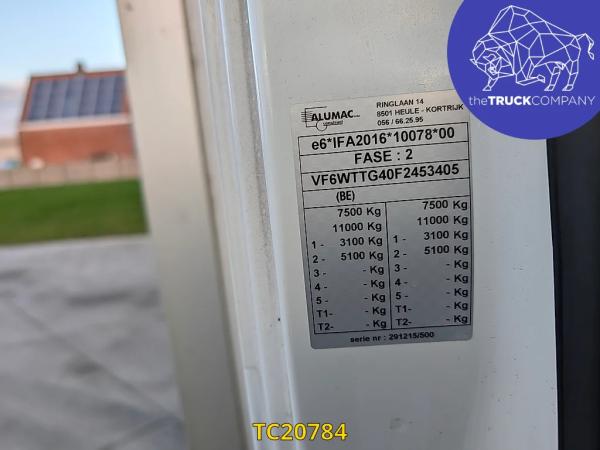 theTRUCKCOMPANY
ALUMAC
RINGLAAN 14
8501 HEULE - KORTRIJK
056 / 66.25.95
e6*IFA2016*10078*00
FASE : 2
VF6WTTG40F2453405
(BE)
7500 Kg 7500 Kg
11000 Kg 11000 Kg
1 - 3100 Kg 1 - 3100 Kg
2 - 5100 Kg 2 - 5100 Kg
3 - - Kg 3 - - Kg
4 - - Kg 4 - - Kg
5 - - Kg 5 - - Kg
T1- - Kg T1- - Kg
T2- - Kg T2- - Kg
serie nr : 291215/500
TC20784